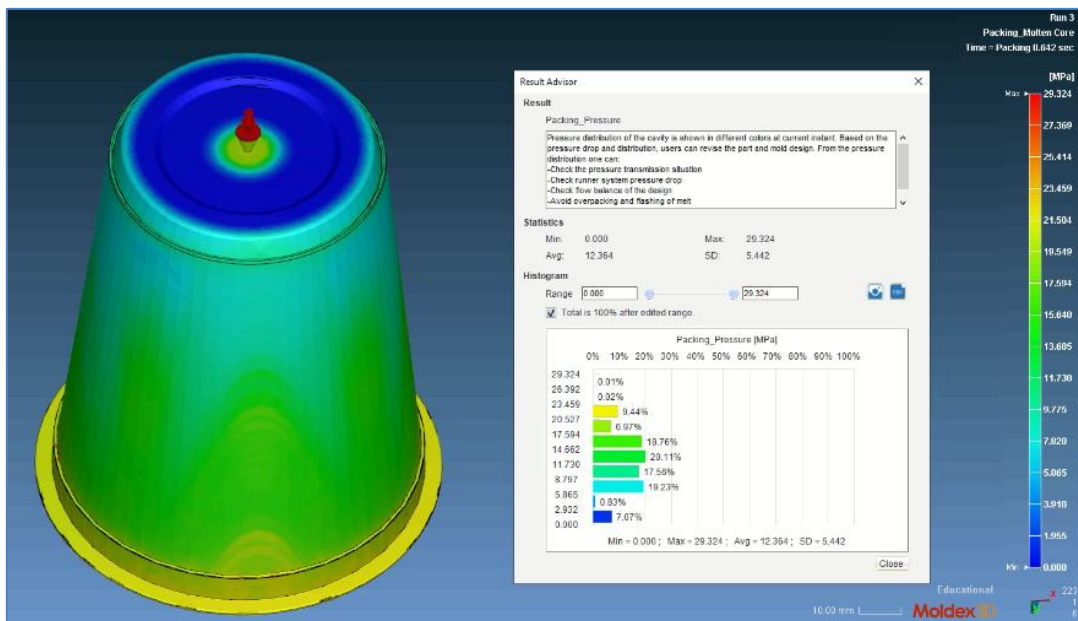 Run 3
Packing_Molten Core
Time = Packing 0.642 sec
[MPa]
Max
29.324
27.369
25.414
23.459
21.504
19.549
17.594
15.640
13.685
11.730
9.775
7.820
5.865
3.910
1.955
Min
0.000
Result Advisor
Result
Packing_Pressure
Pressure distribution of the cavity is shown in different colors at current instant. Based on the
pressure drop and distribution, users can revise the part and mold design. From the pressure
distribution one can:
-Check the pressure transmission situation
-Check runner system pressure drop
-Check flow balance of the design
-Avoid overpacking and flashing of melt
Statistics
Min: 0.000 Max: 29.324
Avg: 12.364 SD: 5.442
Histogram
Range 0.000 29.324
Total is 100% after edited range.
Packing_Pressure [MPa]
0% 10% 20% 30% 40% 50% 60% 70% 80% 90% 100%
29.324
0.01%
26.392
0.02%
23.459
9.44%
20.527
6.97%
17.594
18.76%
14.662
20.11%
11.730
17.56%
8.797
19.23%
5.865
0.83%
2.932
7.07%
0.000
Min = 0.000 ; Max = 29.324 ; Avg = 12.364 ; SD = 5.442
Close
Educational
10.00 mm
Moldex3D
x